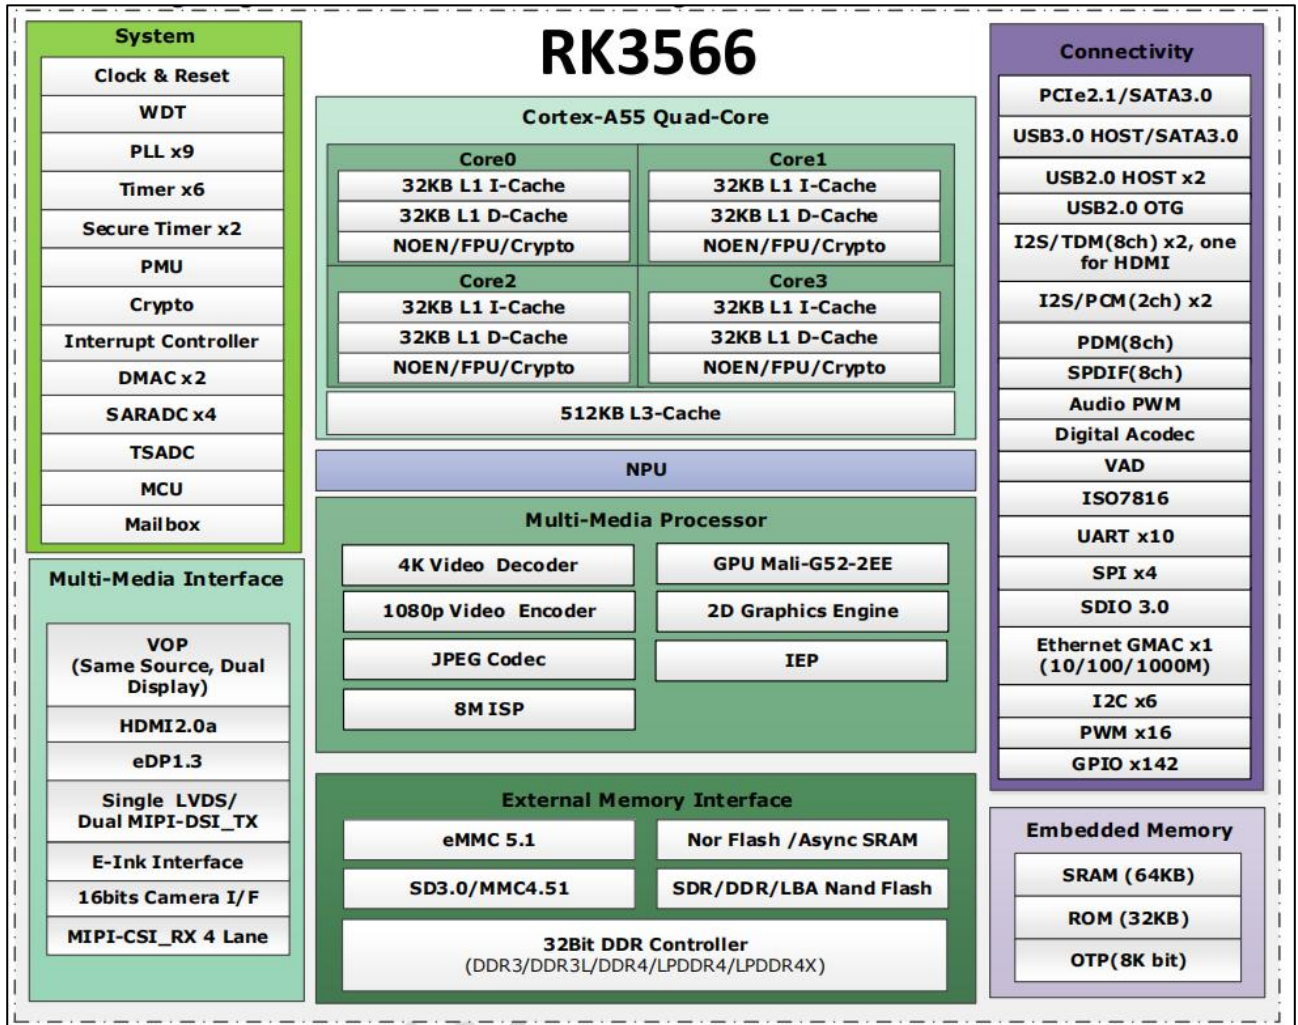 RK3566
System
Clock & Reset
WDT
PLL x9
Timer x6
Secure Timer x2
PMU
Crypto
Interrupt Controller
DMAC x2
SARADC x4
TSADC
MCU
Mailbox
Multi-Media Interface
VOP
(Same Source, Dual
Display)
HDMI2.0a
eDP1.3
Single LVDS/
Dual MIPI-DSI_TX
E-Ink Interface
16bits Camera I/F
MIPI-CSI_RX 4 Lane
Cortex-A55 Quad-Core
Core0
32KB L1 I-Cache
32KB L1 D-Cache
NOEN/FPU/Crypto
Core1
32KB L1 I-Cache
32KB L1 D-Cache
NOEN/FPU/Crypto
Core2
32KB L1 I-Cache
32KB L1 D-Cache
NOEN/FPU/Crypto
Core3
32KB L1 I-Cache
32KB L1 D-Cache
NOEN/FPU/Crypto
512KB L3-Cache
NPU
Multi-Media Processor
4K Video Decoder
1080p Video Encoder
JPEG Codec
8M ISP
GPU Mali-G52-2EE
2D Graphics Engine
IEP
External Memory Interface
eMMC 5.1
Nor Flash /Async SRAM
SD3.0/MMC4.51
SDR/DDR/LBA Nand Flash
32Bit DDR Controller
(DDR3/DDR3L/DDR4/LPDDR4/LPDDR4X)
Connectivity
PCIe2.1/SATA3.0
USB3.0 HOST/SATA3.0
USB2.0 HOST x2
USB2.0 OTG
I2S/TDM(8ch) x2, one
for HDMI
I2S/PCM(2ch) x2
PDM(8ch)
SPDIF(8ch)
Audio PWM
Digital Acodec
VAD
ISO7816
UART x10
SPI x4
SDIO 3.0
Ethernet GMAC x1
(10/100/1000M)
I2C x6
PWM x16
GPIO x142
Embedded Memory
SRAM (64KB)
ROM (32KB)
OTP(8K bit)